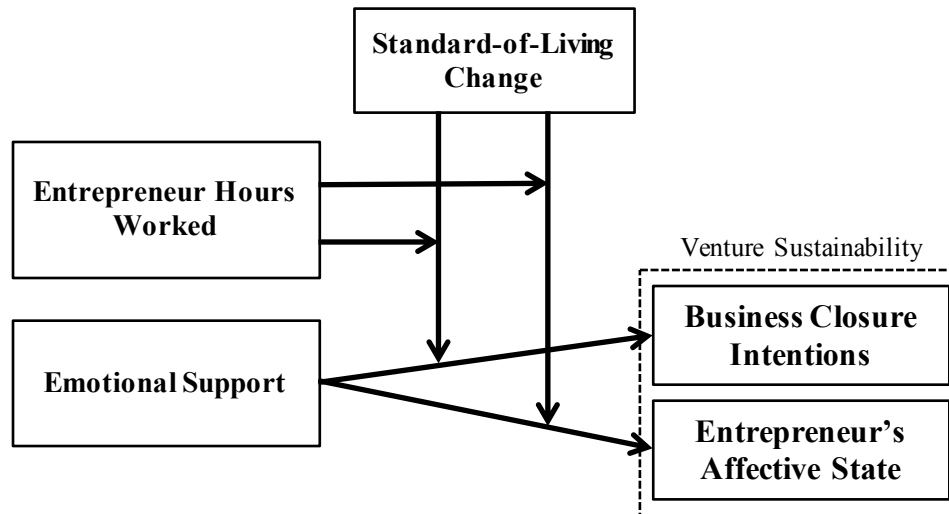 Standard-of-Living
Change
Entrepreneur Hours
Worked
Venture Sustainability
Business Closure
Intentions
Emotional Support
Entrepreneur’s
Affective State